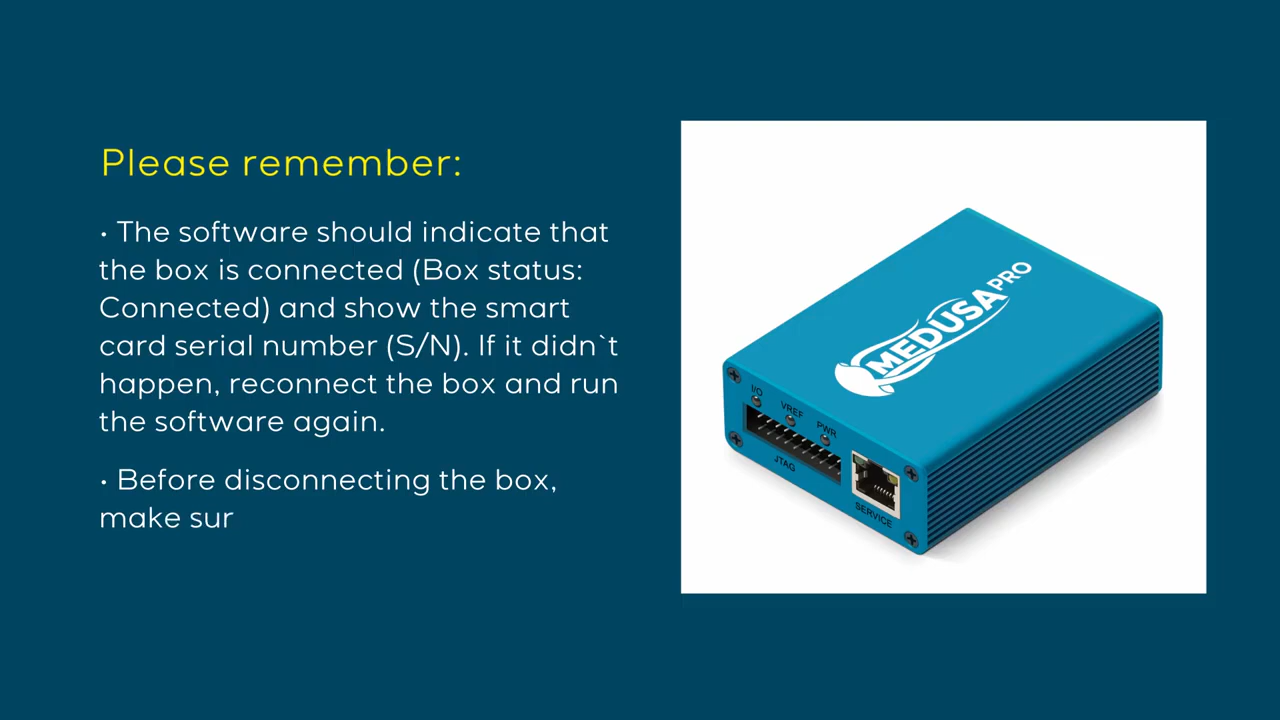 Please remember:
• The software should indicate that
the box is connected (Box status:
Connected) and show the smart
card serial number (S/N). If it didn`t
happen, reconnect the box and run
the software again.
• Before disconnecting the box,
make sur
MEDUSA PRO
I/O
VREF
PWR
JTAG
SERVICE